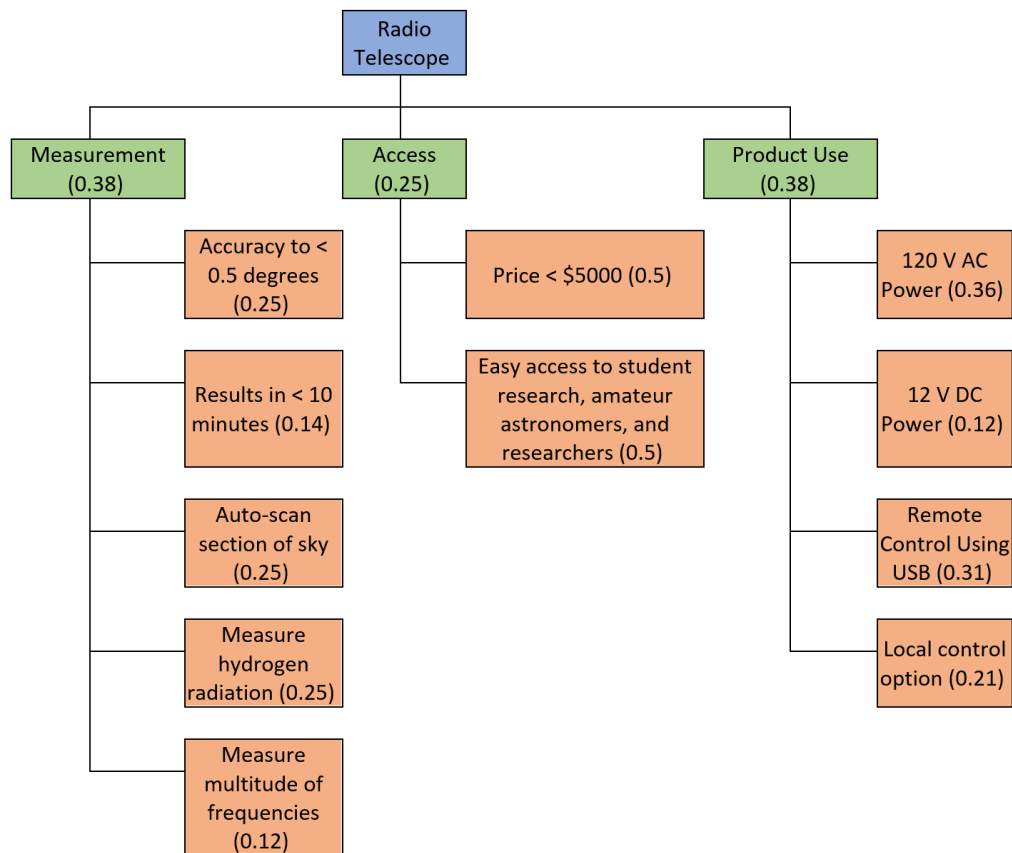 Radio
Telescope
Measurement
(0.38)
Access
(0.25)
Product Use
(0.38)
Accuracy to <
0.5 degrees
(0.25)
Results in < 10
minutes (0.14)
Auto-scan
section of sky
(0.25)
Measure
hydrogen
radiation (0.25)
Measure
multitude of
frequencies
(0.12)
Price < $5000 (0.5)
Easy access to student
research, amateur
astronomers, and
researchers (0.5)
120 V AC
Power (0.36)
12 V DC
Power (0.12)
Remote
Control Using
USB (0.31)
Local control
option (0.21)